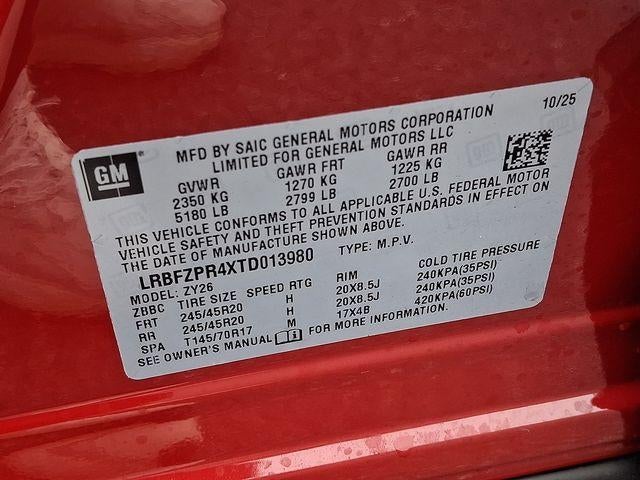 10/25
GM
MFD BY SAIC GENERAL MOTORS CORPORATION
LIMITED FOR GENERAL MOTORS LLC
GVWR GAWR FRT GAWR RR
2350 KG 1270 KG 1225 KG
5180 LB 2799 LB 2700 LB
THIS VEHICLE CONFORMS TO ALL APPLICABLE U.S. FEDERAL MOTOR
VEHICLE SAFETY AND THEFT PREVENTION STANDARDS IN EFFECT ON
THE DATE OF MANUFACTURE SHOWN ABOVE.
LRBFZPR4XTD013980 TYPE: M.P.V.
MODEL: ZY26
ZBBC TIRE SIZE SPEED RTG RIM COLD TIRE PRESSURE
FRT 245/45R20 H 20X8.5J 240KPA(35PSI)
RR 245/45R20 H 20X8.5J 240KPA(35PSI)
SPA T145/70R17 M 17X4B 420KPA(60PSI)
SEE OWNER'S MANUAL FOR MORE INFORMATION.